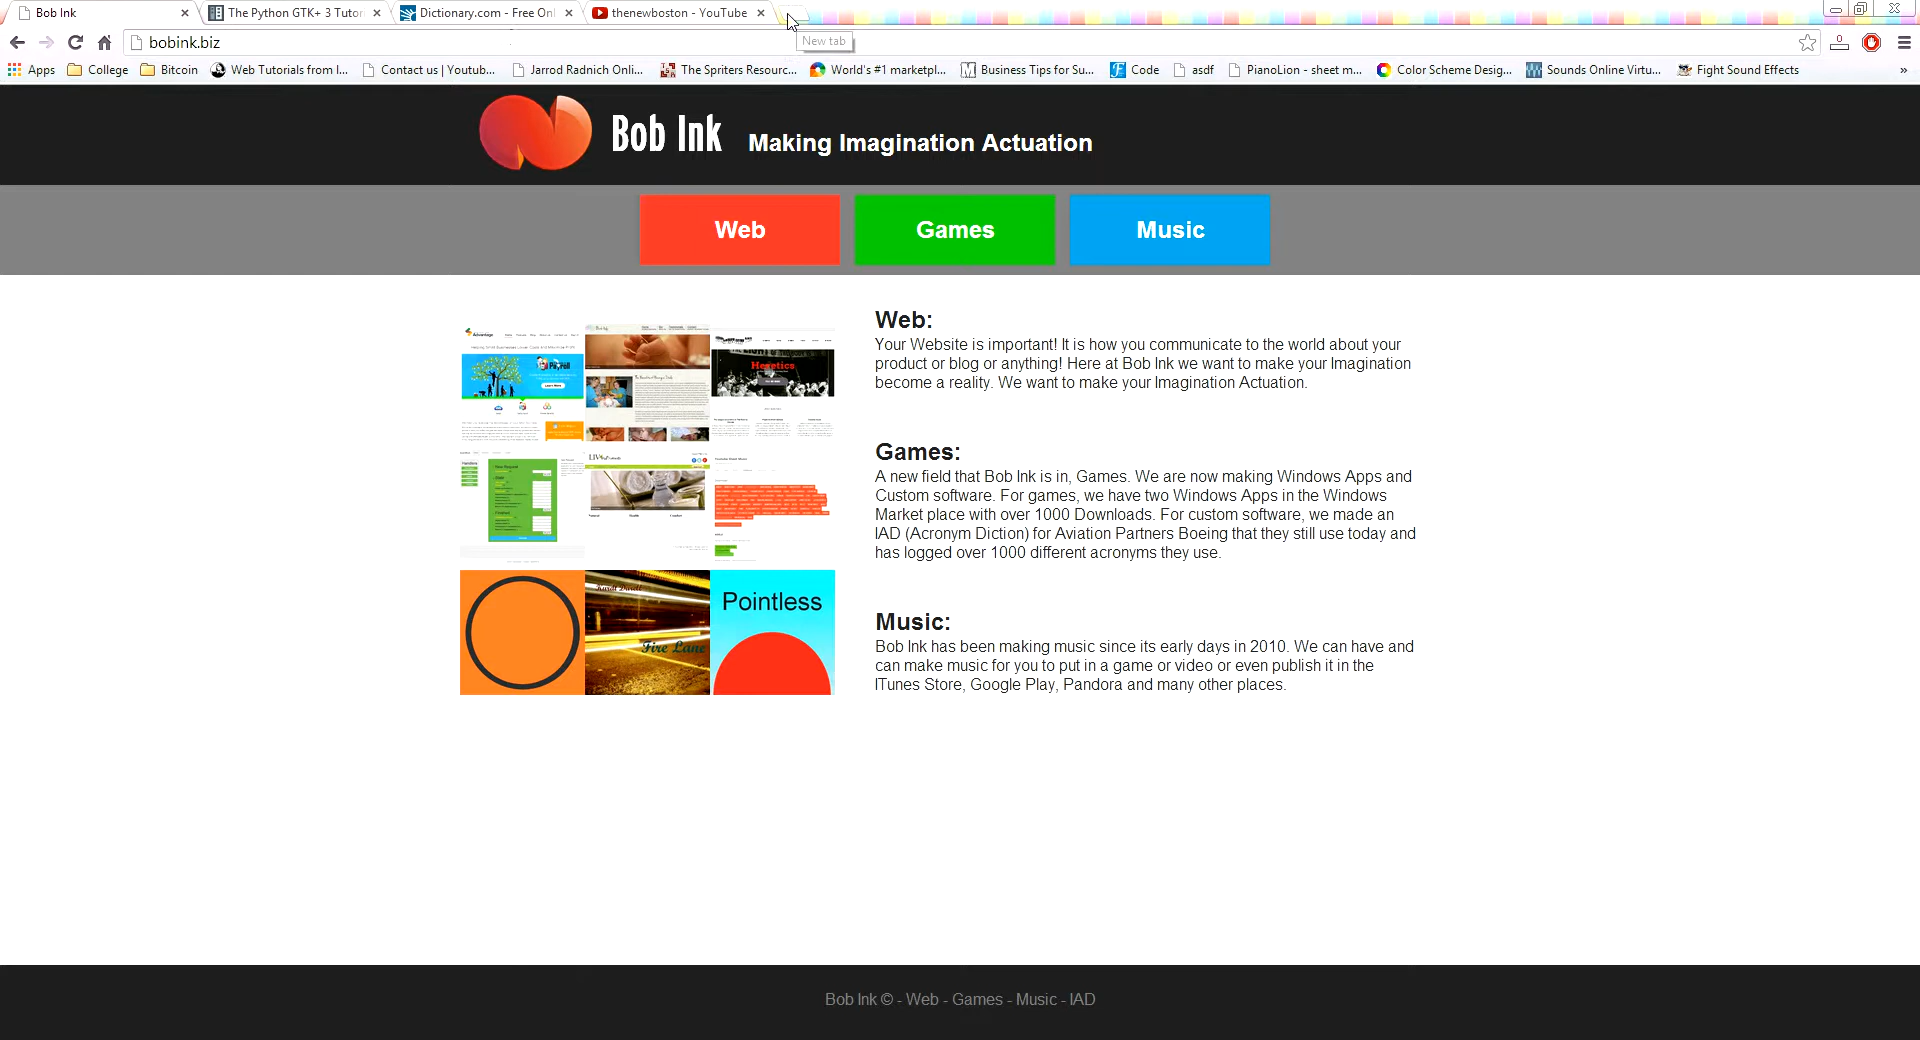 Bob Ink
The Python GTK+ 3 Tutor
Dictionary.com - Free Onl
thenewboston - YouTube
New tab
bobink.biz
Apps
College
Bitcoin
Web Tutorials from I...
Contact us | Youtub...
Jarrod Radnich Onli...
The Spriters Resourc...
World's #1 marketpl...
Business Tips for Su...
Code
asdf
PianoLion - sheet m...
Color Scheme Desig...
Sounds Online Virtu...
Fight Sound Effects
»
Bob Ink
Making Imagination Actuation
Web
Games
Music
Advantage
Payroll
Heretics
Pointless
Fire Lane
Web:
Your Website is important! It is how you communicate to the world about your
product or blog or anything! Here at Bob Ink we want to make your Imagination
become a reality. We want to make your Imagination Actuation.
Games:
A new field that Bob Ink is in, Games. We are now making Windows Apps and
Custom software. For games, we have two Windows Apps in the Windows
Market place with over 1000 Downloads. For custom software, we made an
IAD (Acronym Diction) for Aviation Partners Boeing that they still use today and
has logged over 1000 different acronyms they use.
Music:
Bob Ink has been making music since its early days in 2010. We can have and
can make music for you to put in a game or video or even publish it in the
ITunes Store, Google Play, Pandora and many other places.
Bob Ink © - Web - Games - Music - IAD